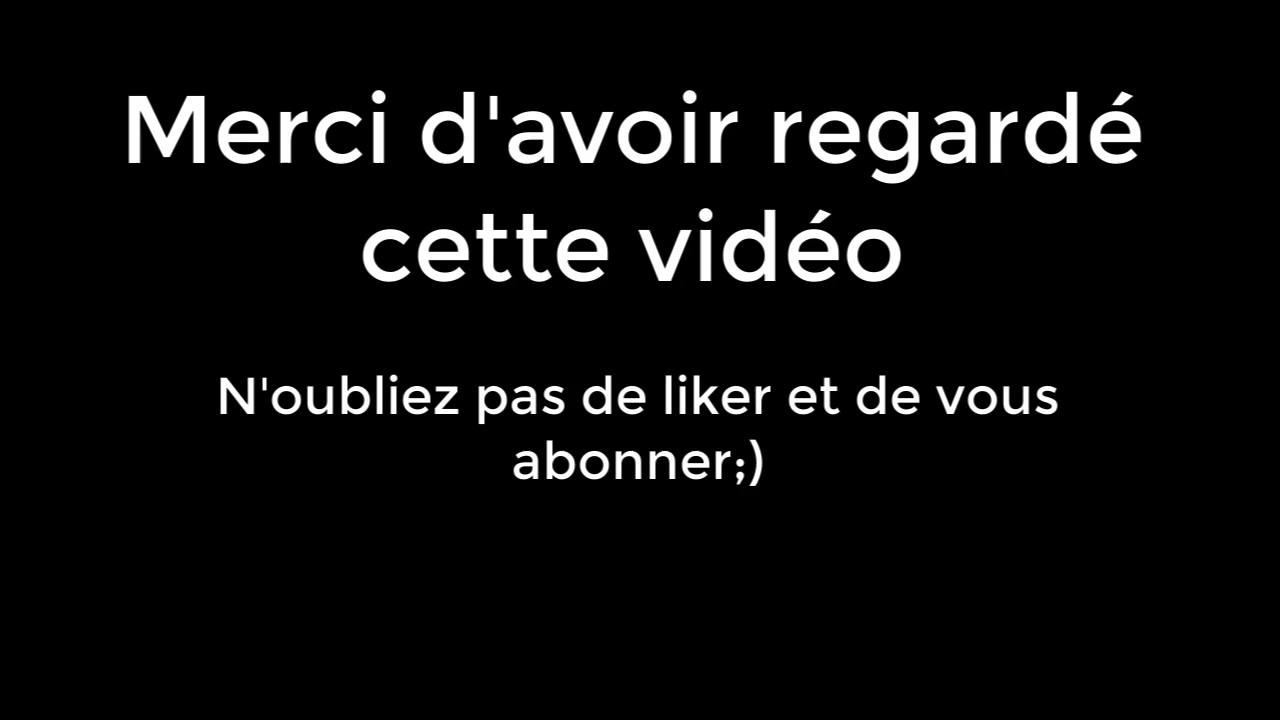 Merci d'avoir regardé
cette vidéo
N'oubliez pas de liker et de vous
abonner;)